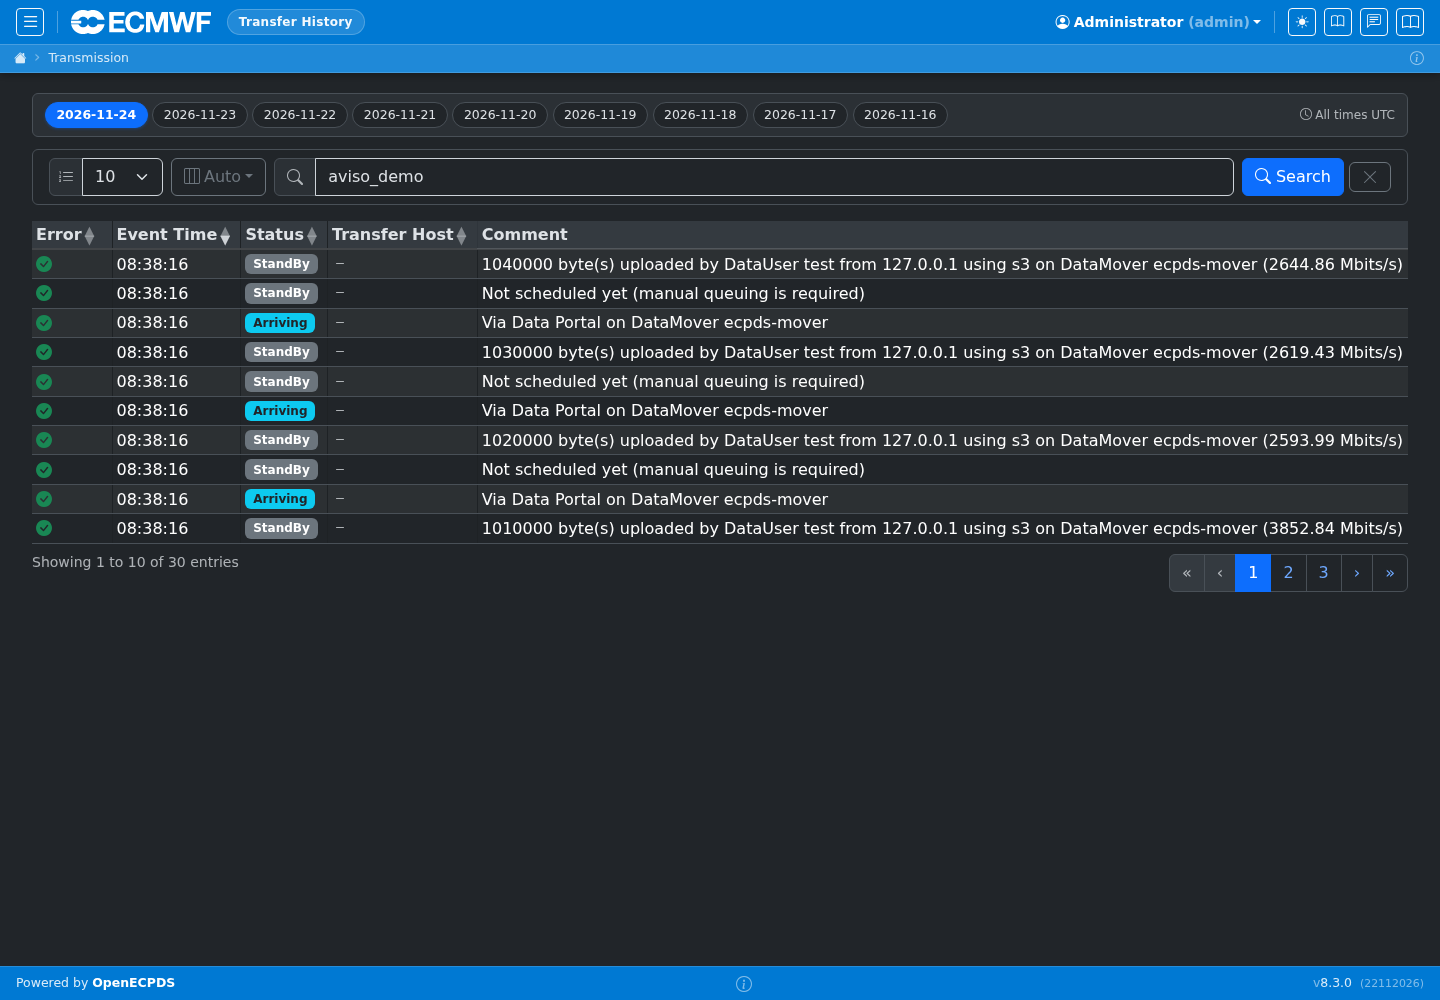 ECMWF Transfer History Administrator (admin)
Transmission
2026-11-24 2026-11-23 2026-11-22 2026-11-21 2026-11-20 2026-11-19 2026-11-18 2026-11-17 2026-11-16 All times UTC
10 Auto aviso_demo Search
Error Event Time Status Transfer Host Comment
08:38:16 StandBy – 1040000 byte(s) uploaded by DataUser test from 127.0.0.1 using s3 on DataMover ecpds-mover (2644.86 Mbits/s)
08:38:16 StandBy – Not scheduled yet (manual queuing is required)
08:38:16 Arriving – Via Data Portal on DataMover ecpds-mover
08:38:16 StandBy – 1030000 byte(s) uploaded by DataUser test from 127.0.0.1 using s3 on DataMover ecpds-mover (2619.43 Mbits/s)
08:38:16 StandBy – Not scheduled yet (manual queuing is required)
08:38:16 Arriving – Via Data Portal on DataMover ecpds-mover
08:38:16 StandBy – 1020000 byte(s) uploaded by DataUser test from 127.0.0.1 using s3 on DataMover ecpds-mover (2593.99 Mbits/s)
08:38:16 StandBy – Not scheduled yet (manual queuing is required)
08:38:16 Arriving – Via Data Portal on DataMover ecpds-mover
08:38:16 StandBy – 1010000 byte(s) uploaded by DataUser test from 127.0.0.1 using s3 on DataMover ecpds-mover (3852.84 Mbits/s)
Showing 1 to 10 of 30 entries « ‹ 1 2 3 › »
Powered by OpenECPDS v8.3.0 (22112026)